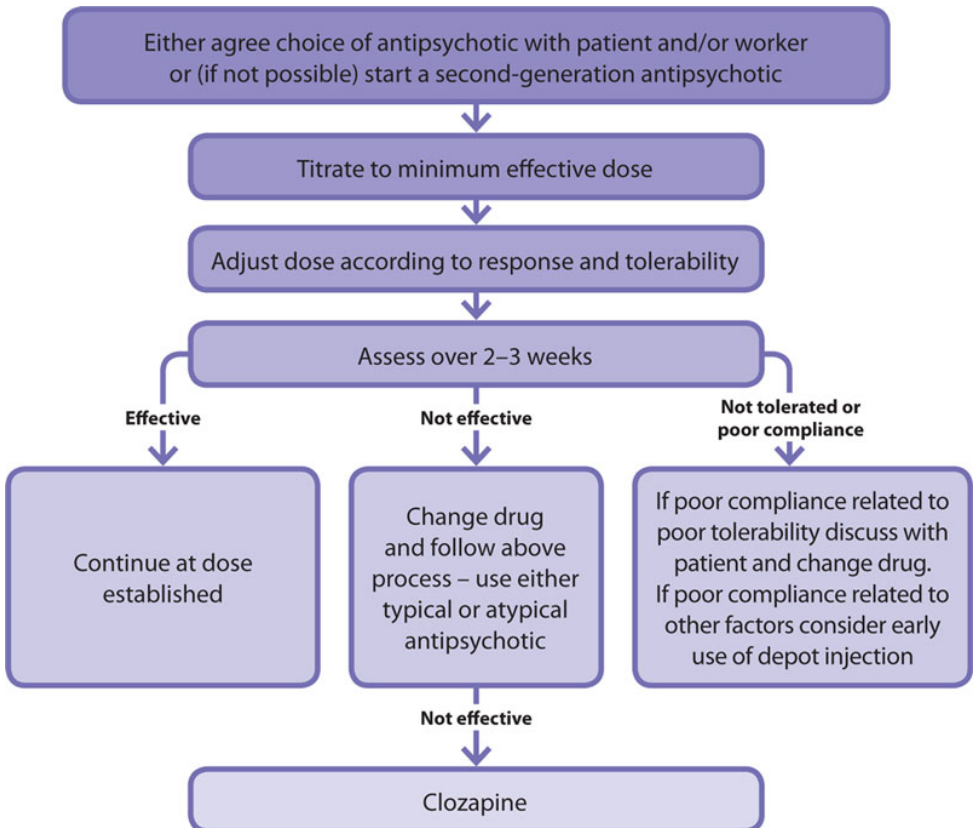 Either agree choice of antipsychotic with patient and/or worker
or (if not possible) start a second-generation antipsychotic
Titrate to minimum effective dose
Adjust dose according to response and tolerability
Assess over 2–3 weeks
Effective
Not effective
Not tolerated or
poor compliance
Continue at dose
established
Change drug
and follow above
process – use either
typical or atypical
antipsychotic
If poor compliance related to
poor tolerability discuss with
patient and change drug.
If poor compliance related to
other factors consider early
use of depot injection
Not effective
Clozapine